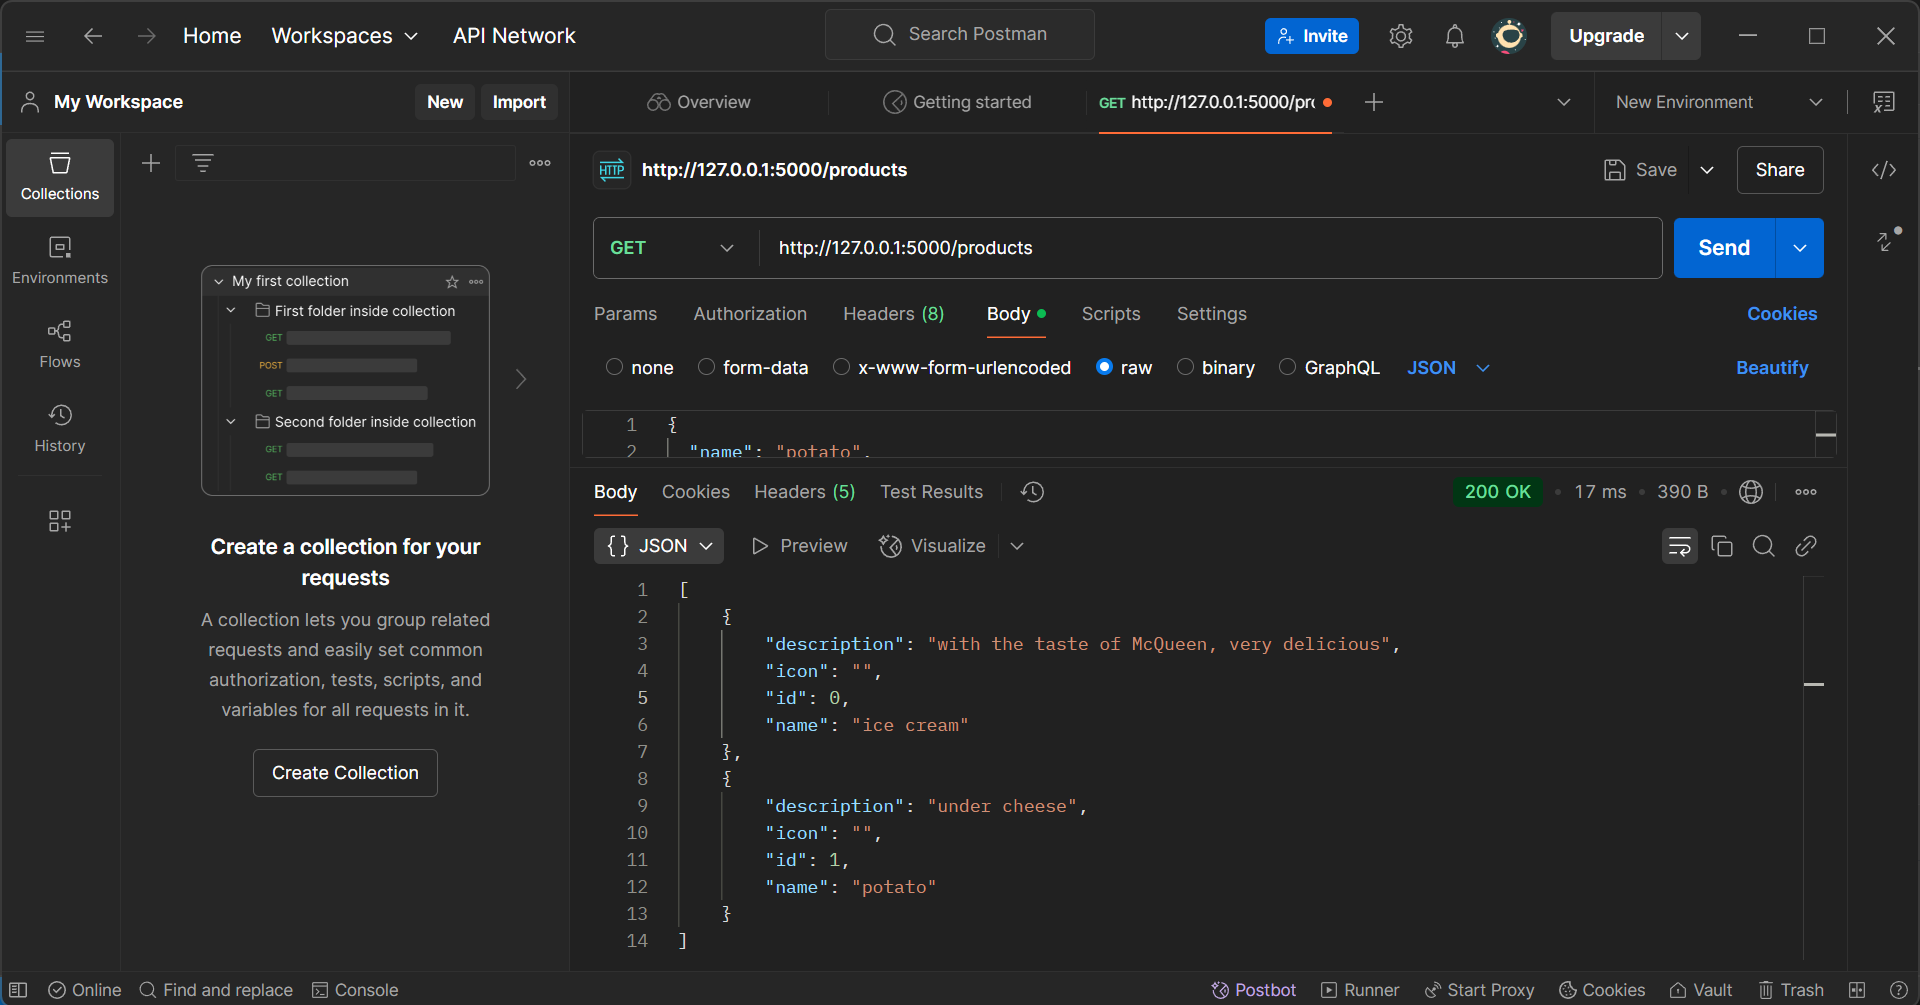 Home Workspaces API Network Search Postman Invite Upgrade
My Workspace New Import
Overview Getting started GET http://127.0.0.1:5000/pro New Environment
Collections
Environments
Flows
History
My first collection
First folder inside collection
GET
POST
GET
Second folder inside collection
GET
GET
Create a collection for your
requests
A collection lets you group related
requests and easily set common
authorization, tests, scripts, and
variables for all requests in it.
Create Collection
HTTP http://127.0.0.1:5000/products Save Share
GET http://127.0.0.1:5000/products Send
Params Authorization Headers (8) Body Scripts Settings Cookies
none form-data x-www-form-urlencoded raw binary GraphQL JSON Beautify
1 {
2 "name": "potato",
Body Cookies Headers (5) Test Results 200 OK • 17 ms • 390 B •
{} JSON Preview Visualize
1 [
2 {
3 "description": "with the taste of McQueen, very delicious",
4 "icon": "",
5 "id": 0,
6 "name": "ice cream"
7 },
8 {
9 "description": "under cheese",
10 "icon": "",
11 "id": 1,
12 "name": "potato"
13 }
14 ]
Online Find and replace Console Postbot Runner Start Proxy Cookies Vault Trash